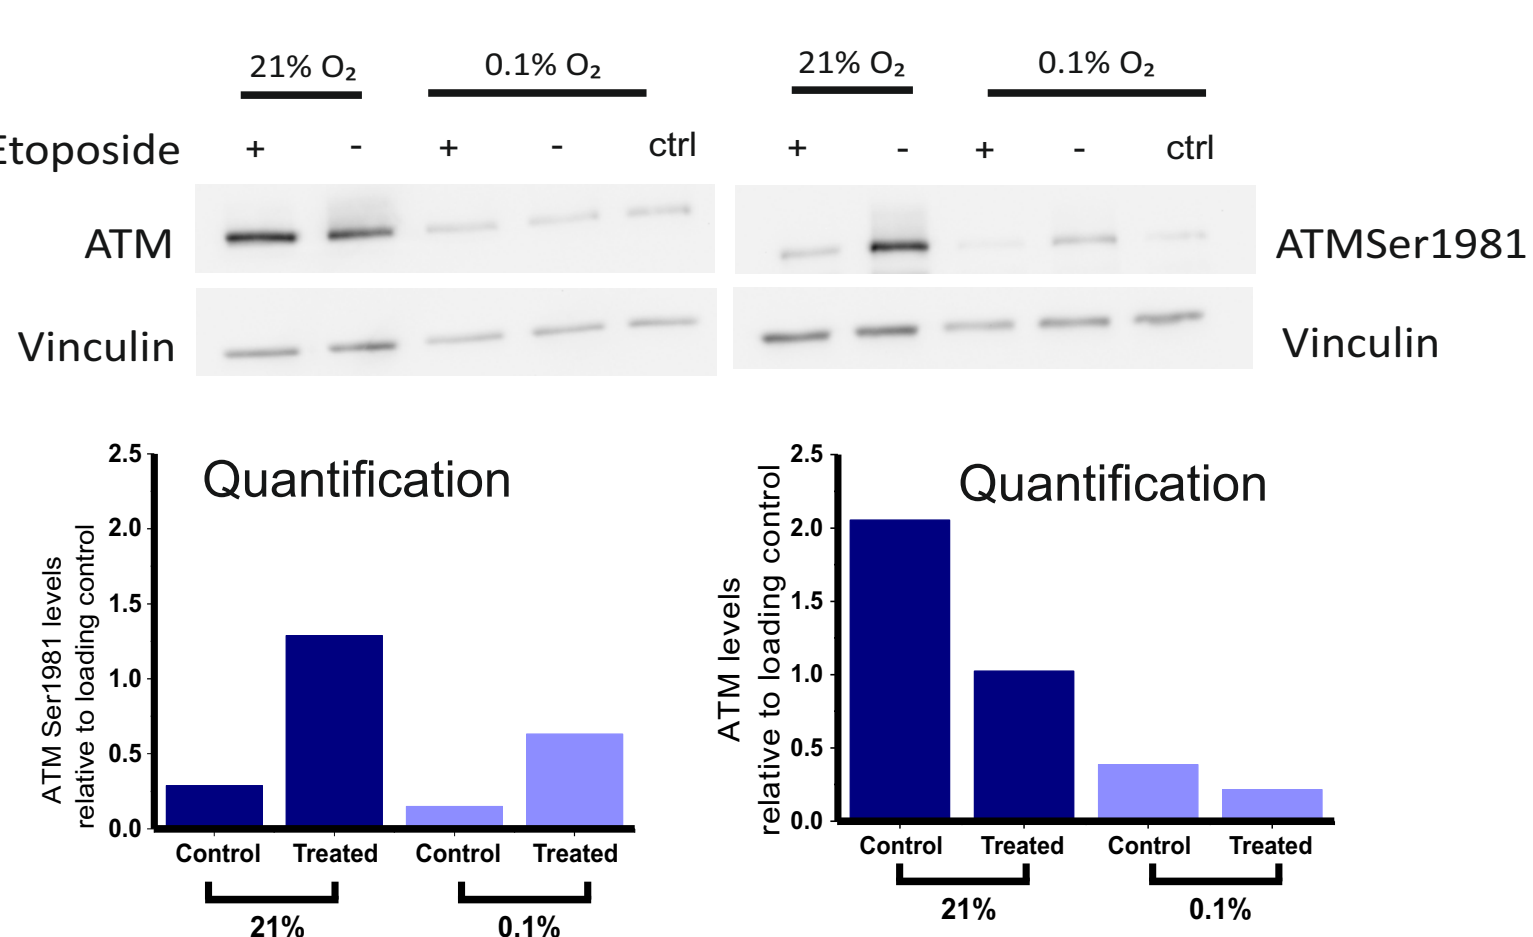 21% O₂ 0.1% O₂ 21% O₂ 0.1% O₂
Etoposide + - + - ctrl + - + - ctrl
ATM ATMSer1981
Vinculin Vinculin
Quantification
ATM Ser1981 levels
relative to loading control
2.5
2.0
1.5
1.0
0.5
0.0
Control Treated Control Treated
21% 0.1%
Quantification
ATM levels
relative to loading control
2.5
2.0
1.5
1.0
0.5
0.0
Control Treated Control Treated
21% 0.1%